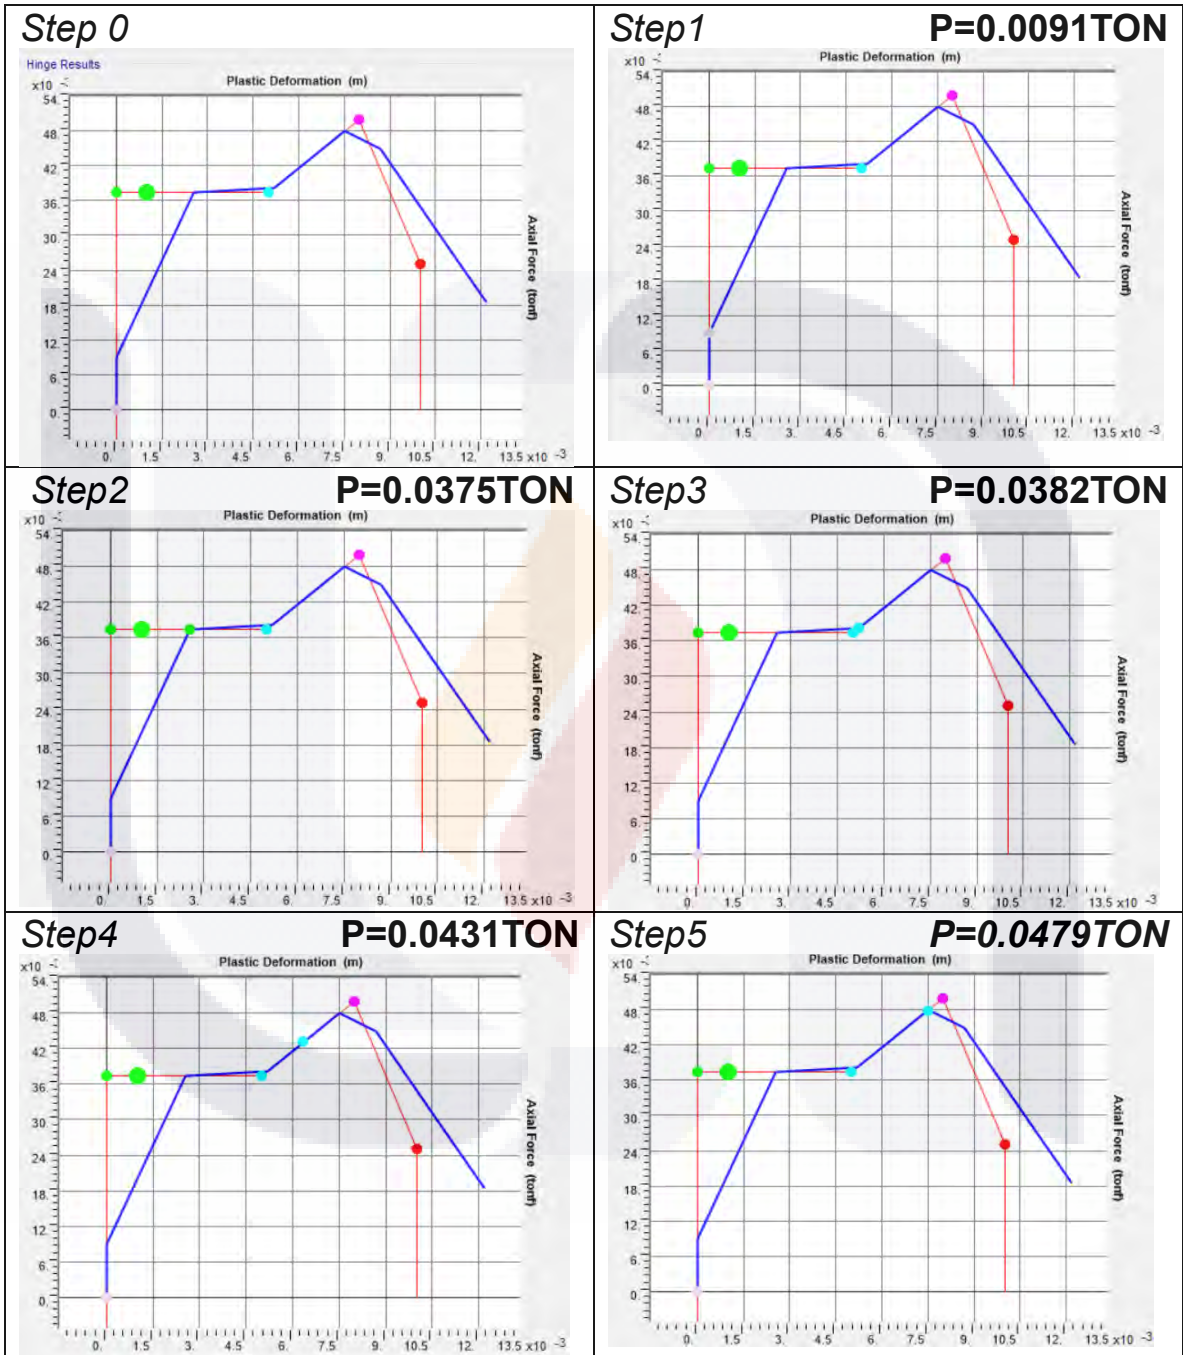 Step 0
Hinge Results
x10
Plastic Deformation (m)
54.
48.
42.
36.
30.
24
18.
12.
6.
0.
Axial Force (tonf)
0. 1.5 3. 4.5 6. 7.5 9. 10.5 12. 13.5 x10 -3
Step1 P=0.0091TON
x10
Plastic Deformation (m)
54.
48.
42.
36.
30.
24
18.
12.
6.
0.
Axial Force (tonf)
0. 1.5 3. 4.5 6. 7.5 9. 10.5 12. 13.5 x10 -3
Step2 P=0.0375TON
x10
Plastic Deformation (m)
54.
48.
42.
36.
30.
24
18.
12.
6.
0.
Axial Force (tonf)
0. 1.5 3. 4.5 6. 7.5 9. 10.5 12. 13.5 x10 -3
Step3 P=0.0382TON
x10
Plastic Deformation (m)
54.
48.
42.
36.
30.
24
18.
12.
6.
0.
Axial Force (tonf)
0. 1.5 3. 4.5 6. 7.5 9. 10.5 12. 13.5 x10 -3
Step4 P=0.0431TON
x10
Plastic Deformation (m)
54.
48.
42.
36.
30.
24
18.
12.
6.
0.
Axial Force (tonf)
0. 1.5 3. 4.5 6. 7.5 9. 10.5 12. 13.5 x10 -3
Step5 P=0.0479TON
x10
Plastic Deformation (m)
54.
48.
42.
36.
30.
24
18.
12.
6.
0.
Axial Force (tonf)
0. 1.5 3. 4.5 6. 7.5 9. 10.5 12. 13.5 x10 -3